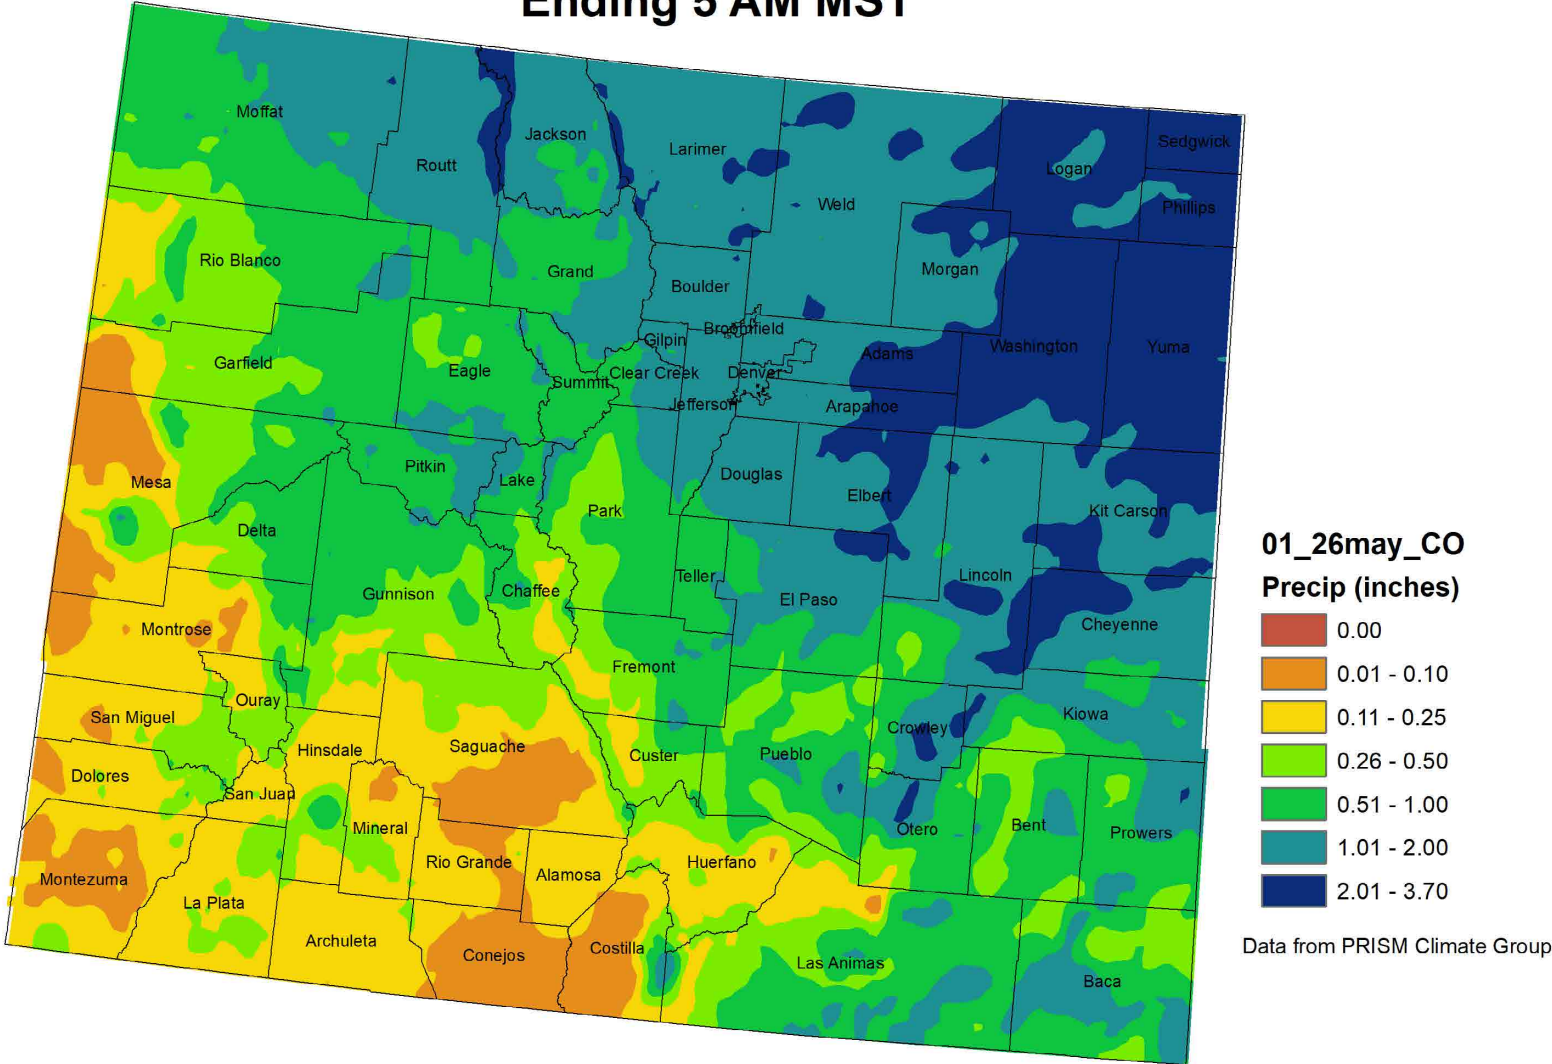 Ending 5 AM MST
Moffat
Routt
Jackson
Larimer
Weld
Logan
Sedgwick
Phillips
Rio Blanco
Grand
Boulder
Morgan
Broomfield
Gilpin
Garfield
Eagle
Summit
Clear Creek
Denver
Adams
Washington
Yuma
Jefferson
Arapahoe
Mesa
Pitkin
Lake
Park
Douglas
Elbert
Kit Carson
Delta
Gunnison
Chaffee
Teller
El Paso
Lincoln
Cheyenne
Montrose
Fremont
Ouray
San Miguel
Hinsdale
Saguache
Custer
Pueblo
Crowley
Kiowa
Dolores
San Juan
Mineral
Otero
Bent
Prowers
Montezuma
La Plata
Rio Grande
Alamosa
Huerfano
Archuleta
Conejos
Costilla
Las Animas
Baca
01_26may_CO
Precip (inches)
0.00
0.01 - 0.10
0.11 - 0.25
0.26 - 0.50
0.51 - 1.00
1.01 - 2.00
2.01 - 3.70
Data from PRISM Climate Group